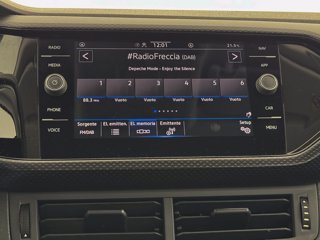 12:01
21.5°C
RADIO
#RadioFreccia (DAB)
NAV
MEDIA
Depeche Mode - Enjoy the Silence
APP
1 2 3 4 5 6
88.3 MHz Vuoto Vuoto Vuoto Vuoto Vuoto
PHONE
CAR
Sorgente El. emitten. El. memoria Emittente Setup
FM/DAB
VOICE
MENU